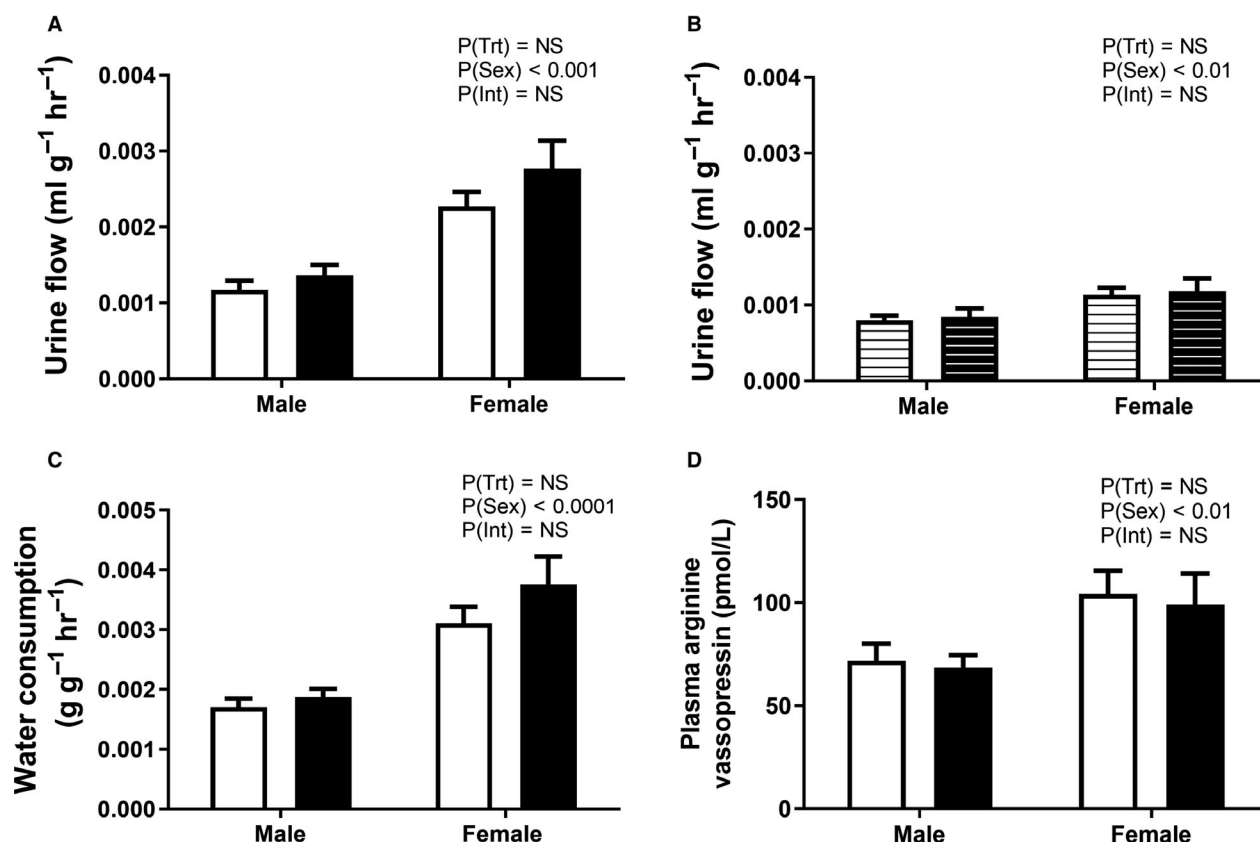 A
P(Trt) = NS
P(Sex) < 0.001
P(Int) = NS
Urine flow (ml g⁻¹ hr⁻¹)
0.004
0.003
0.002
0.001
0.000
Male
Female
B
P(Trt) = NS
P(Sex) < 0.01
P(Int) = NS
Urine flow (ml g⁻¹ hr⁻¹)
0.004
0.003
0.002
0.001
0.000
Male
Female
C
P(Trt) = NS
P(Sex) < 0.0001
P(Int) = NS
Water consumption
(g g⁻¹ hr⁻¹)
0.005
0.004
0.003
0.002
0.001
0.000
Male
Female
D
P(Trt) = NS
P(Sex) < 0.01
P(Int) = NS
Plasma arginine
vassopressin (pmol/L)
150
100
50
0
Male
Female